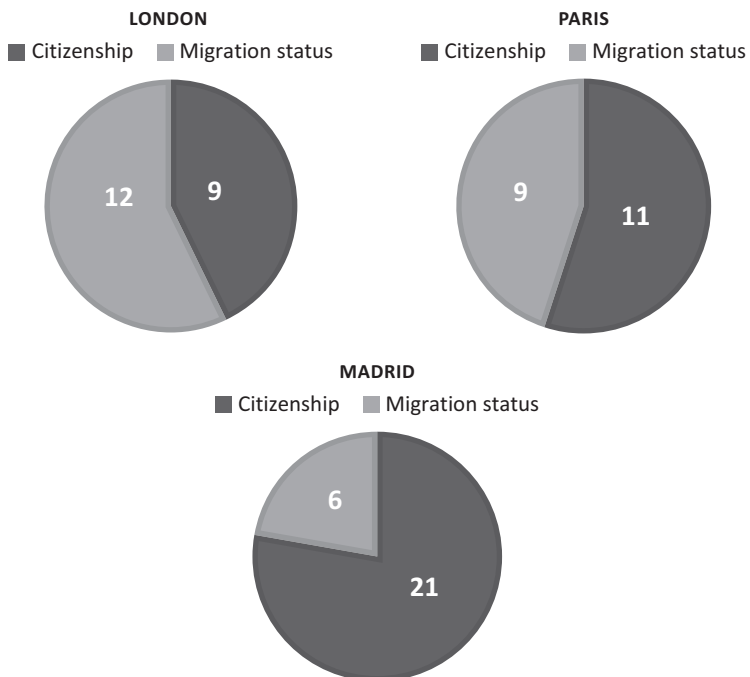 LONDON
Citizenship Migration status
12 9
PARIS
Citizenship Migration status
9 11
MADRID
Citizenship Migration status
6
21